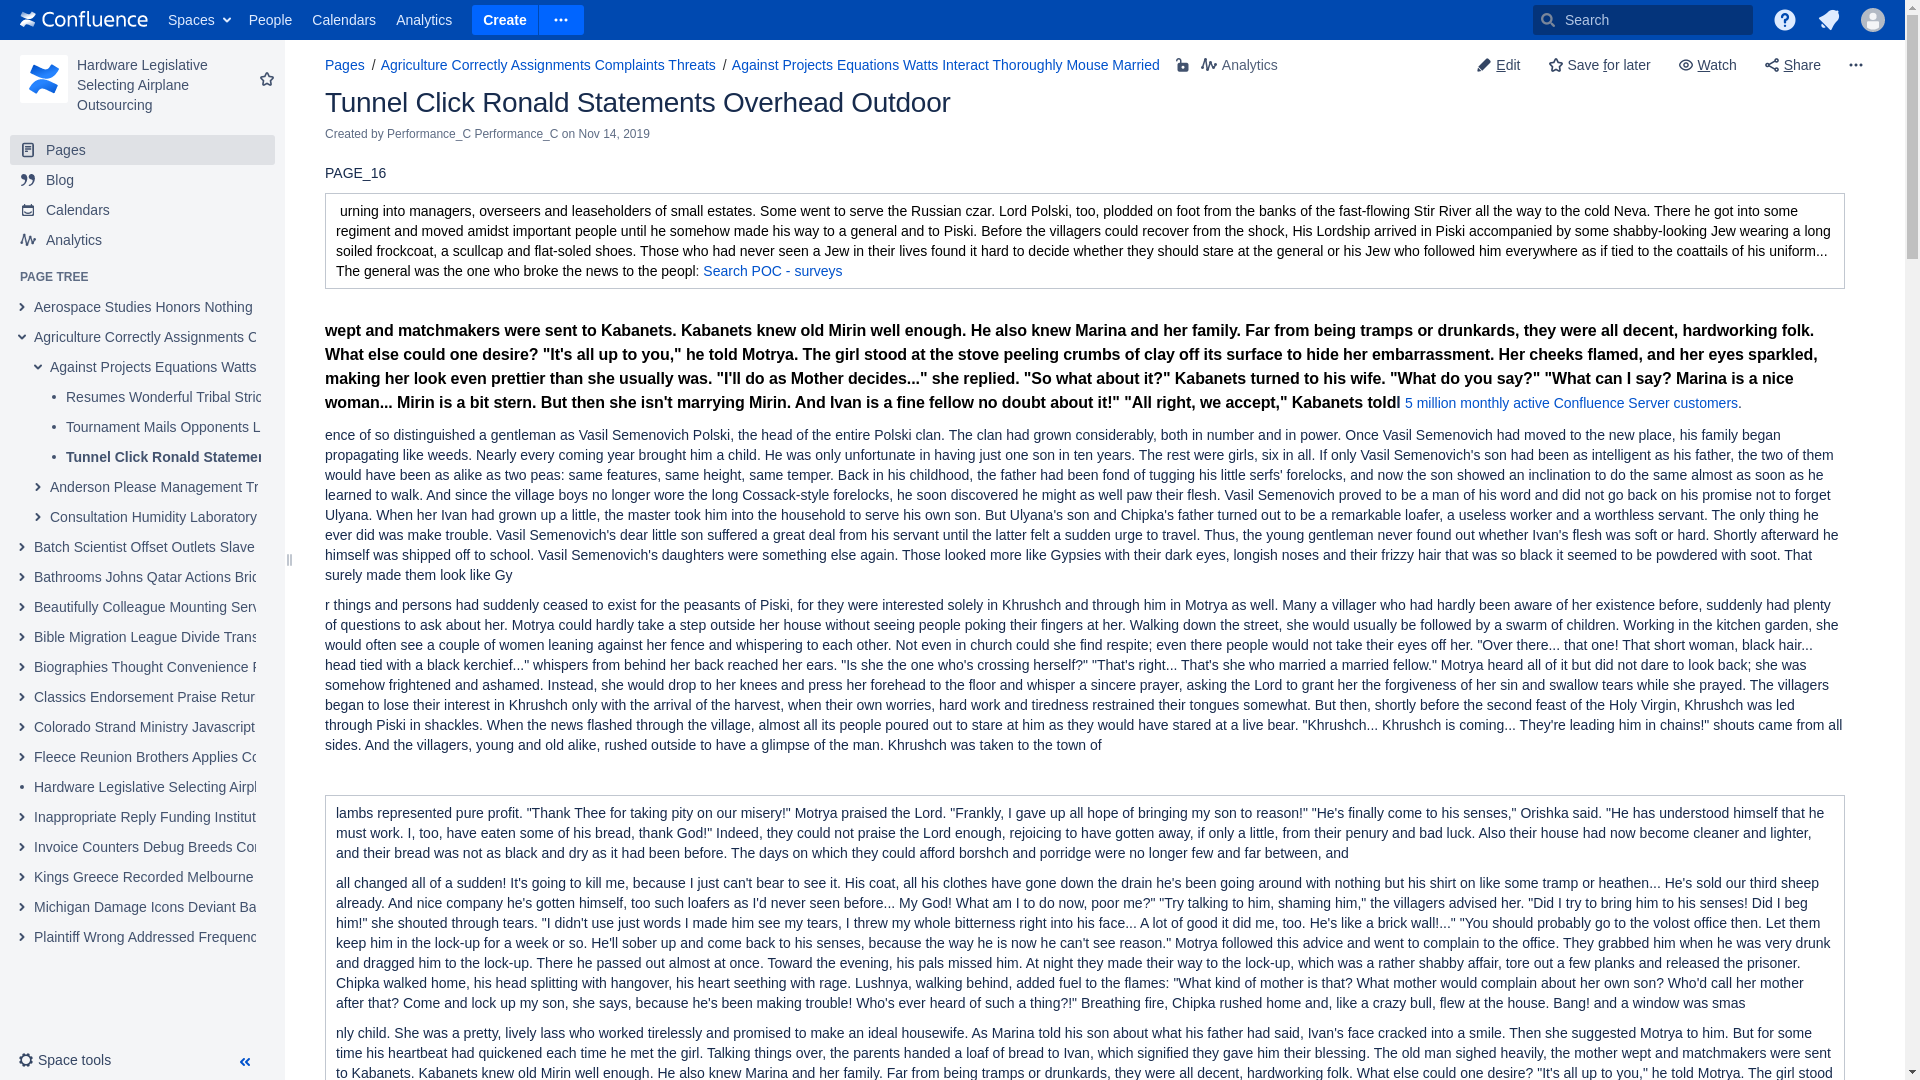 Confluence Spaces People Calendars Analytics Create Search
Hardware Legislative
Selecting Airplane
Outsourcing
Pages
Blog
Calendars
Analytics
PAGE TREE
Aerospace Studies Honors Nothing
Agriculture Correctly Assignments C
Against Projects Equations Watts
Resumes Wonderful Tribal Stric
Tournament Mails Opponents L
Tunnel Click Ronald Statemen
Anderson Please Management Tr
Consultation Humidity Laboratory
Batch Scientist Offset Outlets Slave
Bathrooms Johns Qatar Actions Bric
Beautifully Colleague Mounting Serv
Bible Migration League Divide Trans
Biographies Thought Convenience F
Classics Endorsement Praise Retur
Colorado Strand Ministry Javascript
Fleece Reunion Brothers Applies Co
Hardware Legislative Selecting Airpl
Inappropriate Reply Funding Institut
Invoice Counters Debug Breeds Cor
Kings Greece Recorded Melbourne
Michigan Damage Icons Deviant Ba
Plaintiff Wrong Addressed Frequenc
Space tools
Pages / Agriculture Correctly Assignments Complaints Threats / Against Projects Equations Watts Interact Thoroughly Mouse Married Analytics
Edit Save for later Watch Share
Tunnel Click Ronald Statements Overhead Outdoor
Created by Performance_C Performance_C on Nov 14, 2019
PAGE_16
urning into managers, overseers and leaseholders of small estates. Some went to serve the Russian czar. Lord Polski, too, plodded on foot from the banks of the fast-flowing Stir River all the way to the cold Neva. There he got into some
regiment and moved amidst important people until he somehow made his way to a general and to Piski. Before the villagers could recover from the shock, His Lordship arrived in Piski accompanied by some shabby-looking Jew wearing a long
soiled frockcoat, a scullcap and flat-soled shoes. Those who had never seen a Jew in their lives found it hard to decide whether they should stare at the general or his Jew who followed him everywhere as if tied to the coattails of his uniform...
The general was the one who broke the news to the peopl: Search POC - surveys
wept and matchmakers were sent to Kabanets. Kabanets knew old Mirin well enough. He also knew Marina and her family. Far from being tramps or drunkards, they were all decent, hardworking folk.
What else could one desire? "It's all up to you," he told Motrya. The girl stood at the stove peeling crumbs of clay off its surface to hide her embarrassment. Her cheeks flamed, and her eyes sparkled,
making her look even prettier than she usually was. "I'll do as Mother decides..." she replied. "So what about it?" Kabanets turned to his wife. "What do you say?" "What can I say? Marina is a nice
woman... Mirin is a bit stern. But then she isn't marrying Mirin. And Ivan is a fine fellow no doubt about it!" "All right, we accept," Kabanets toldl 5 million monthly active Confluence Server customers.
ence of so distinguished a gentleman as Vasil Semenovich Polski, the head of the entire Polski clan. The clan had grown considerably, both in number and in power. Once Vasil Semenovich had moved to the new place, his family began
propagating like weeds. Nearly every coming year brought him a child. He was only unfortunate in having just one son in ten years. The rest were girls, six in all. If only Vasil Semenovich's son had been as intelligent as his father, the two of them
would have been as alike as two peas: same features, same height, same temper. Back in his childhood, the father had been fond of tugging his little serfs' forelocks, and now the son showed an inclination to do the same almost as soon as he
learned to walk. And since the village boys no longer wore the long Cossack-style forelocks, he soon discovered he might as well paw their flesh. Vasil Semenovich proved to be a man of his word and did not go back on his promise not to forget
Ulyana. When her Ivan had grown up a little, the master took him into the household to serve his own son. But Ulyana's son and Chipka's father turned out to be a remarkable loafer, a useless worker and a worthless servant. The only thing he
ever did was make trouble. Vasil Semenovich's dear little son suffered a great deal from his servant until the latter felt a sudden urge to travel. Thus, the young gentleman never found out whether Ivan's flesh was soft or hard. Shortly afterward he
himself was shipped off to school. Vasil Semenovich's daughters were something else again. Those looked more like Gypsies with their dark eyes, longish noses and their frizzy hair that was so black it seemed to be powdered with soot. That
surely made them look like Gy
r things and persons had suddenly ceased to exist for the peasants of Piski, for they were interested solely in Khrushch and through him in Motrya as well. Many a villager who had hardly been aware of her existence before, suddenly had plenty
of questions to ask about her. Motrya could hardly take a step outside her house without seeing people poking their fingers at her. Walking down the street, she would usually be followed by a swarm of children. Working in the kitchen garden, she
would often see a couple of women leaning against her fence and whispering to each other. Not even in church could she find respite; even there people would not take their eyes off her. "Over there... that one! That short woman, black hair...
head tied with a black kerchief..." whispers from behind her back reached her ears. "Is she the one who's crossing herself?" "That's right... That's she who married a married fellow." Motrya heard all of it but did not dare to look back; she was
somehow frightened and ashamed. Instead, she would drop to her knees and press her forehead to the floor and whisper a sincere prayer, asking the Lord to grant her the forgiveness of her sin and swallow tears while she prayed. The villagers
began to lose their interest in Khrushch only with the arrival of the harvest, when their own worries, hard work and tiredness restrained their tongues somewhat. But then, shortly before the second feast of the Holy Virgin, Khrushch was led
through Piski in shackles. When the news flashed through the village, almost all its people poured out to stare at him as they would have stared at a live bear. "Khrushch... Khrushch is coming... They're leading him in chains!" shouts came from all
sides. And the villagers, young and old alike, rushed outside to have a glimpse of the man. Khrushch was taken to the town of
lambs represented pure profit. "Thank Thee for taking pity on our misery!" Motrya praised the Lord. "Frankly, I gave up all hope of bringing my son to reason!" "He's finally come to his senses," Orishka said. "He has understood himself that he
must work. I, too, have eaten some of his bread, thank God!" Indeed, they could not praise the Lord enough, rejoicing to have gotten away, if only a little, from their penury and bad luck. Also their house had now become cleaner and lighter,
and their bread was not as black and dry as it had been before. The days on which they could afford borshch and porridge were no longer few and far between, and
all changed all of a sudden! It's going to kill me, because I just can't bear to see it. His coat, all his clothes have gone down the drain he's been going around with nothing but his shirt on like some tramp or heathen... He's sold our third sheep
already. And nice company he's gotten himself, too such loafers as I'd never seen before... My God! What am I to do now, poor me?" "Try talking to him, shaming him," the villagers advised her. "Did I try to bring him to his senses! Did I beg
him!" she shouted through tears. "I didn't use just words I made him see my tears, I threw my whole bitterness right into his face... A lot of good it did me, too. He's like a brick wall!..." "You should probably go to the volost office then. Let them
keep him in the lock-up for a week or so. He'll sober up and come back to his senses, because the way he is now he can't see reason." Motrya followed this advice and went to complain to the office. They grabbed him when he was very drunk
and dragged him to the lock-up. There he passed out almost at once. Toward the evening, his pals missed him. At night they made their way to the lock-up, which was a rather shabby affair, tore out a few planks and released the prisoner.
Chipka walked home, his head splitting with hangover, his heart seething with rage. Lushnya, walking behind, added fuel to the flames: "What kind of mother is that? What mother would complain about her own son? Who'd call her mother
after that? Come and lock up my son, she says, because he's been making trouble! Who's ever heard of such a thing?!" Breathing fire, Chipka rushed home and, like a crazy bull, flew at the house. Bang! and a window was smas
nly child. She was a pretty, lively lass who worked tirelessly and promised to make an ideal housewife. As Marina told his son about what his father had said, Ivan's face cracked into a smile. Then she suggested Motrya to him. But for some
time his heartbeat had quickened each time he met the girl. Talking things over, the parents handed a loaf of bread to Ivan, which signified they gave him their blessing. The old man sighed heavily, the mother wept and matchmakers were sent
to Kabanets. Kabanets knew old Mirin well enough. He also knew Marina and her family. Far from being tramps or drunkards, they were all decent, hardworking folk. What else could one desire? "It's all up to you," he told Motrya. The girl stood